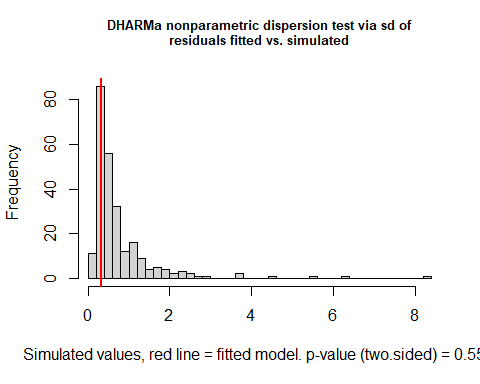 DHARMa nonparametric dispersion test via sd of
residuals fitted vs. simulated
Frequency
80
60
40
20
0
0 2 4 6 8
Simulated values, red line = fitted model. p-value (two.sided) = 0.55